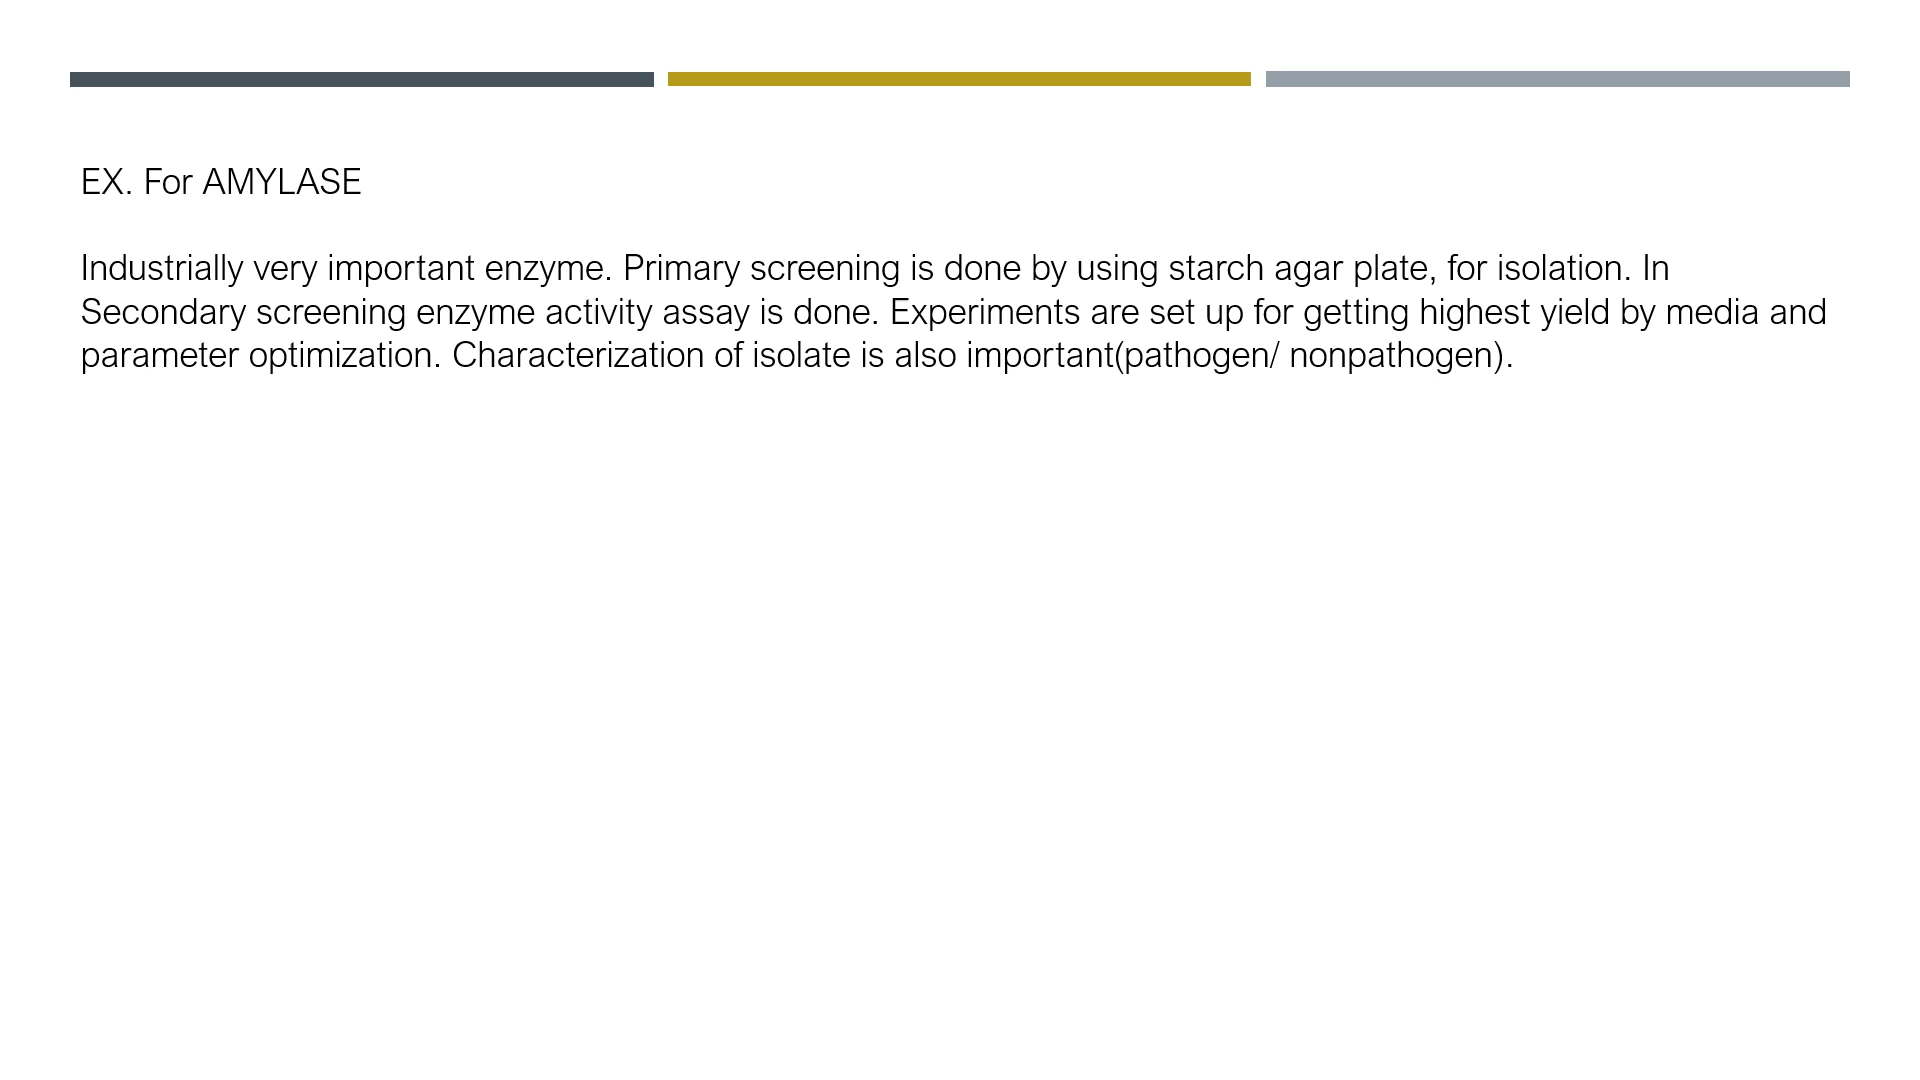 EX. For AMYLASE
Industrially very important enzyme. Primary screening is done by using starch agar plate, for isolation. In
Secondary screening enzyme activity assay is done. Experiments are set up for getting highest yield by media and
parameter optimization. Characterization of isolate is also important(pathogen/ nonpathogen).